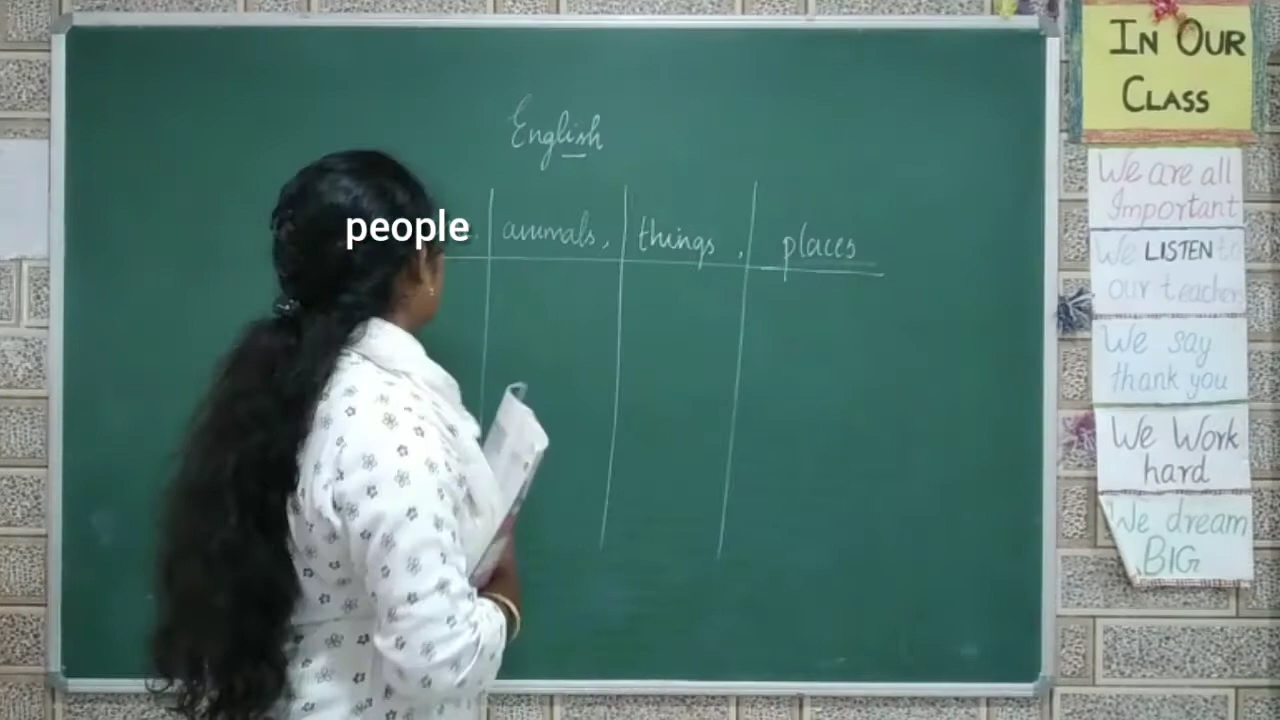 English
people animals, things, places
IN OUR
CLASS
We are all
Important
We LISTEN to
our teacher
We say
thank you
We Work
hard
We dream
BIG